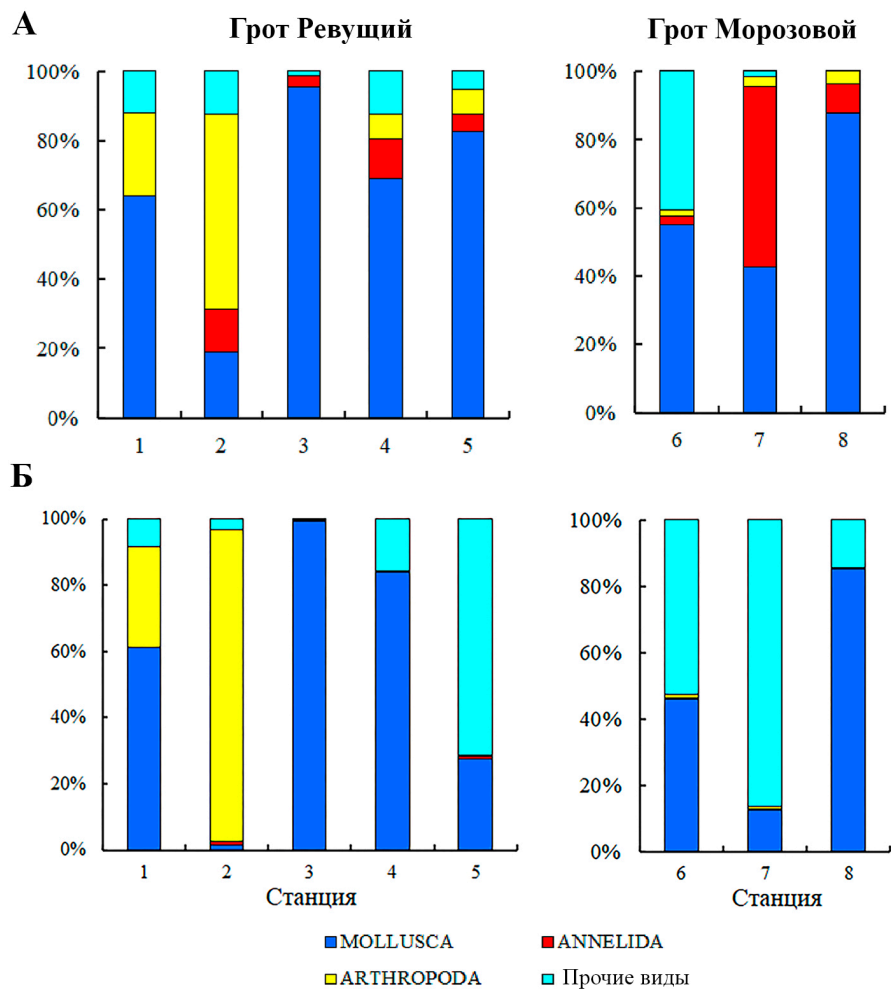 А
Грот Ревущий
Грот Морозовой
100%
80%
60%
40%
20%
0%
1 2 3 4 5
100%
80%
60%
40%
20%
0%
6 7 8
Б
100%
80%
60%
40%
20%
0%
1 2 3 4 5
Станция
100%
80%
60%
40%
20%
0%
6 7 8
Станция
MOLLUSCA
ANNELIDA
ARTHROPODA
Прочие виды